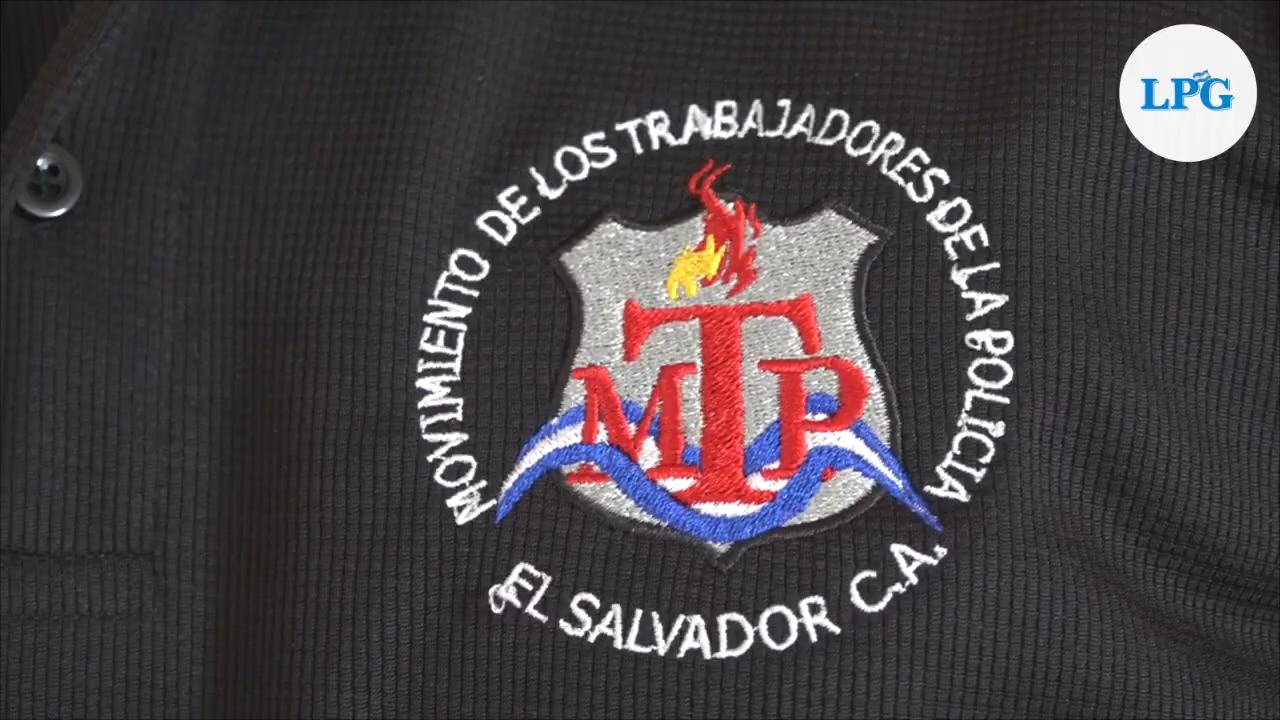 LPG
MOVIMIENTO DE LOS TRABAJADORES DE LA POLICIA
MTP
EL SALVADOR C.A.